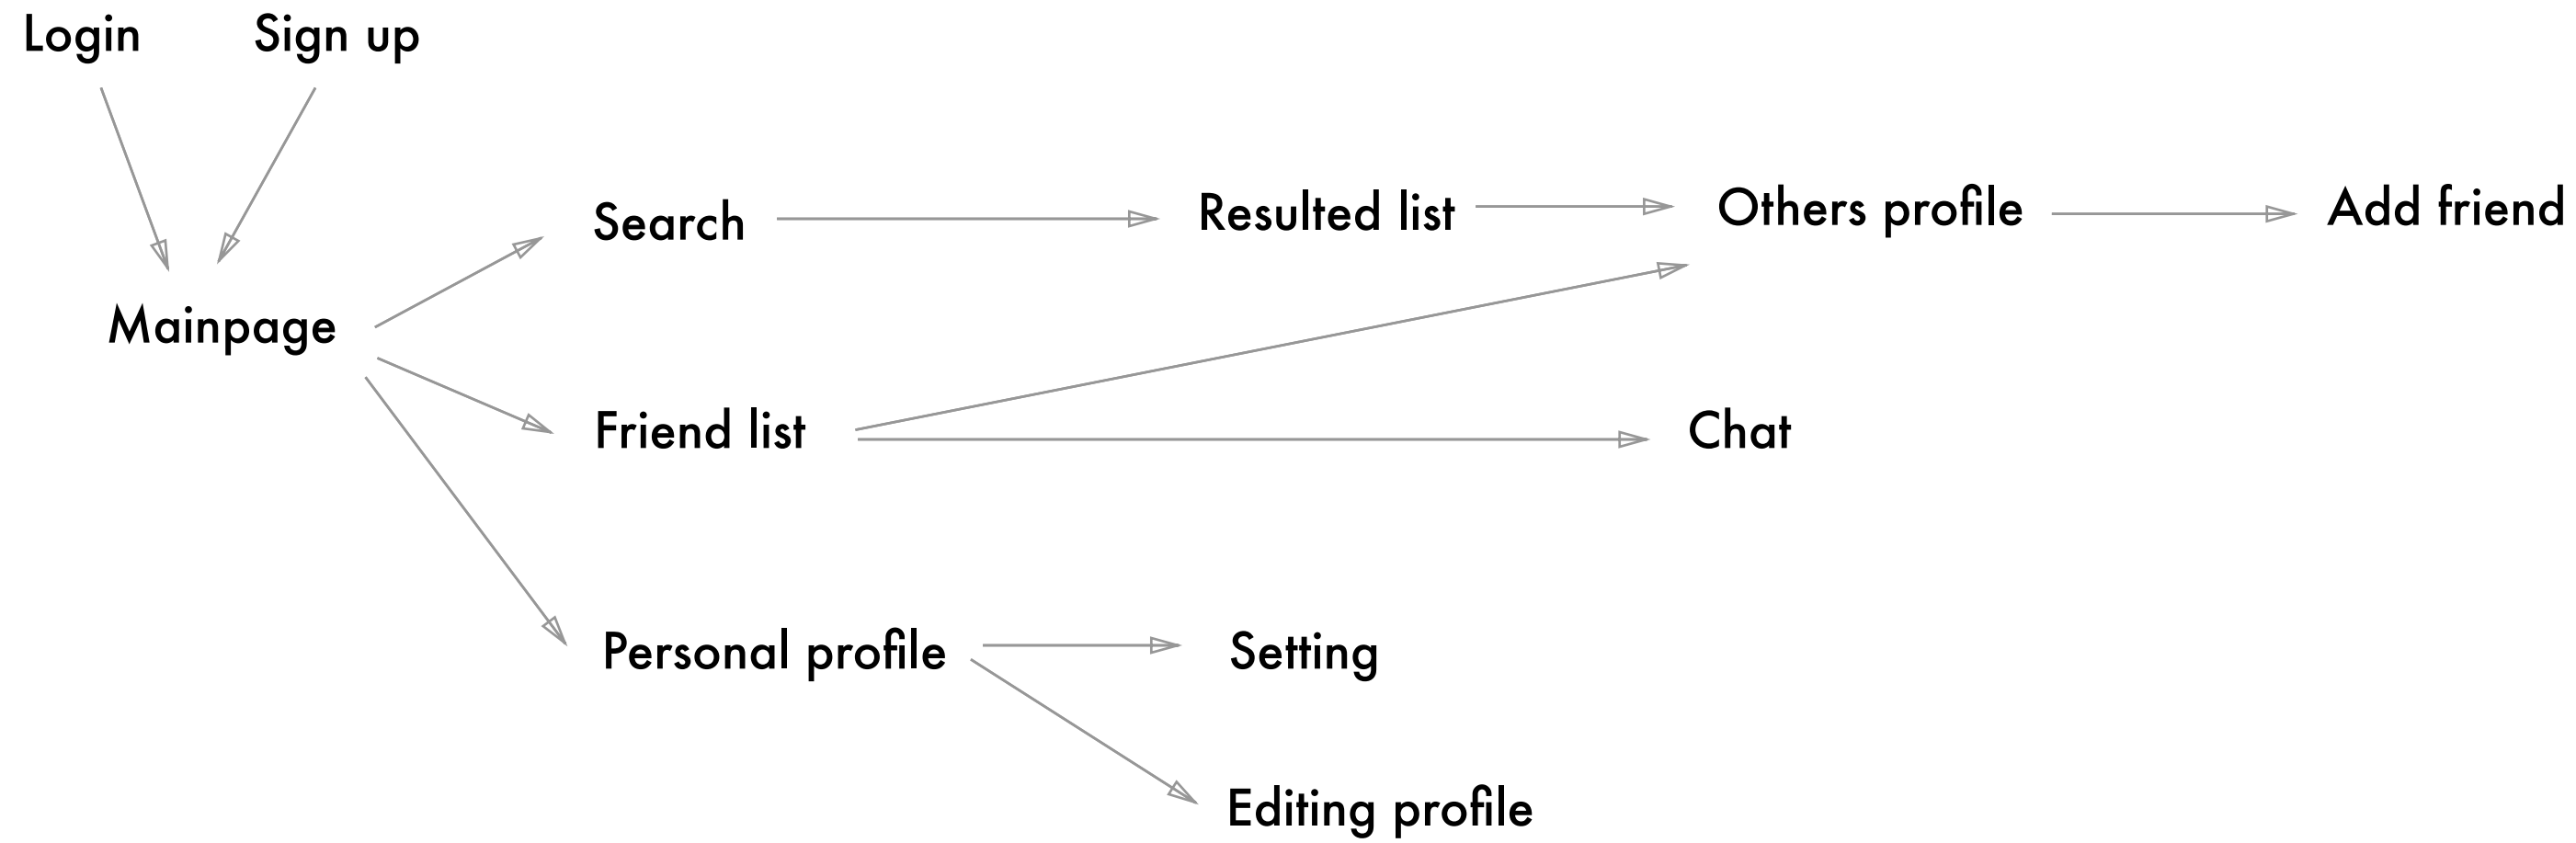 Login
Sign up
Mainpage
Search
Resulted list
Others profile
Add friend
Friend list
Chat
Personal profile
Setting
Editing profile